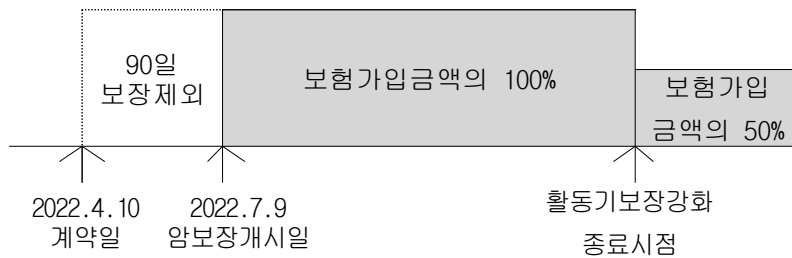 90일
보장제외
보험가입금액의 100%
보험가입
금액의 50%
2022.4.10
계약일
2022.7.9
암보장개시일
활동기보장강화
종료시점